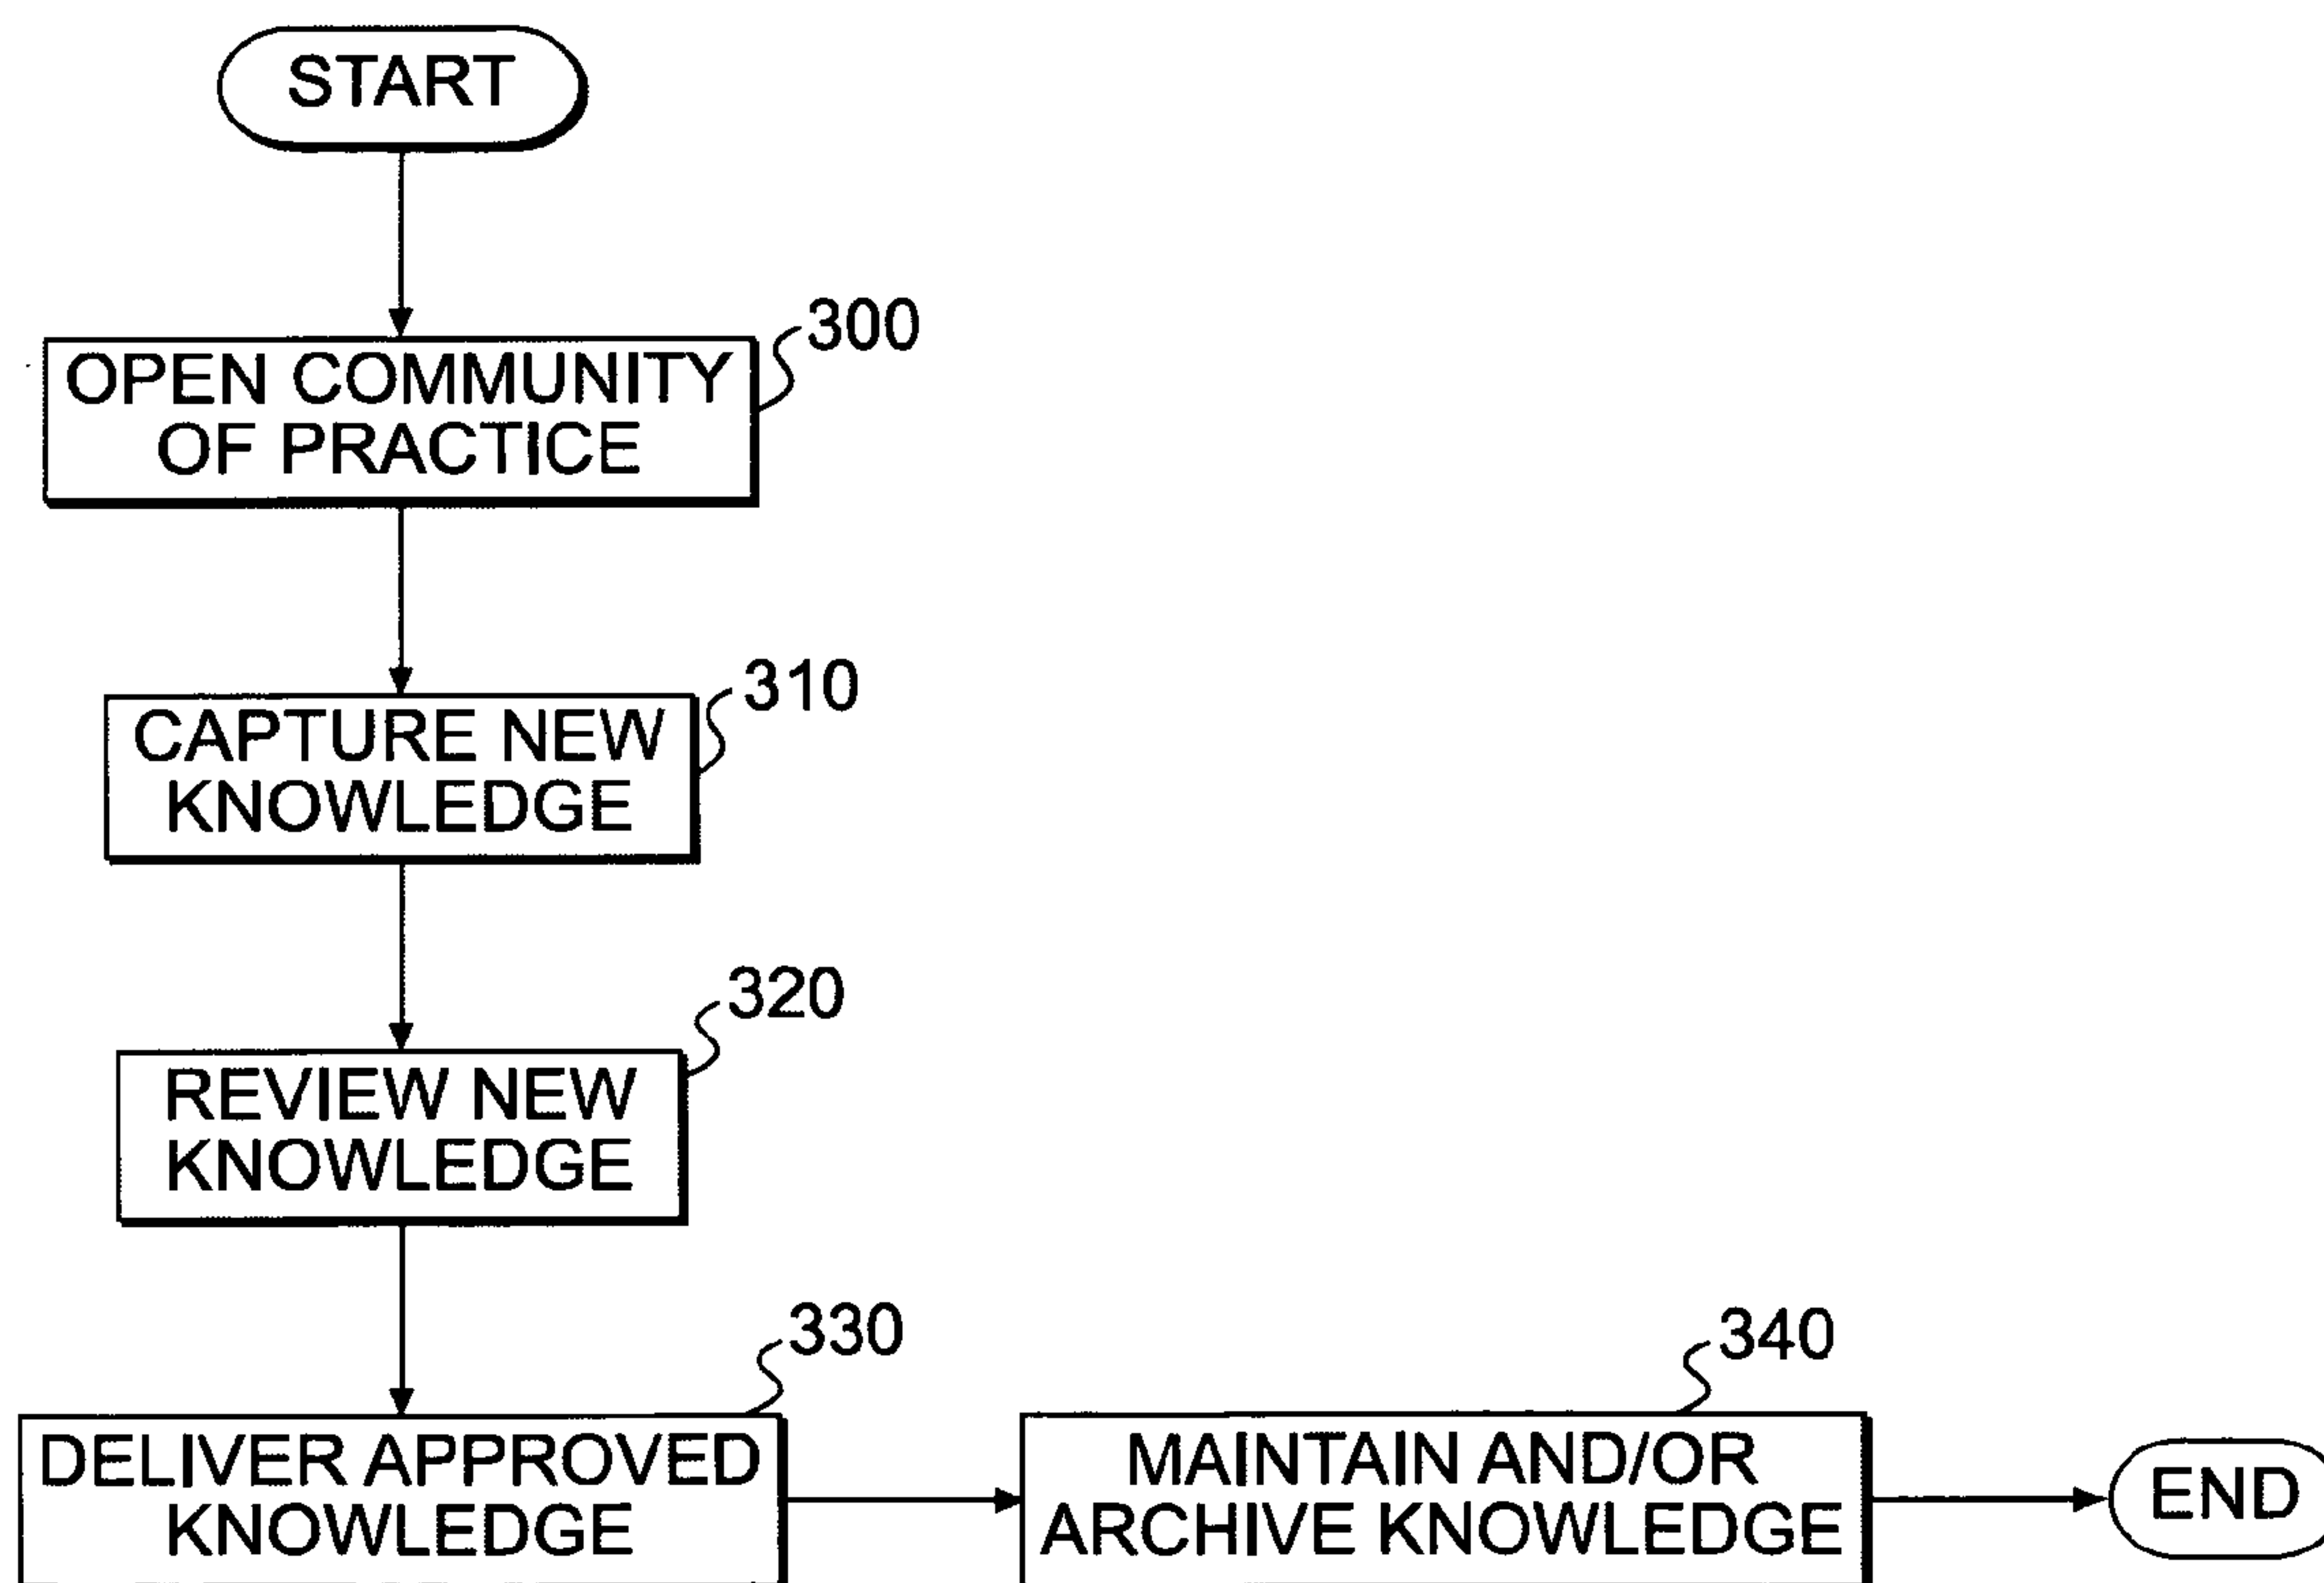 START
300
OPEN COMMUNITY
OF PRACTICE
310
CAPTURE NEW
KNOWLEDGE
320
REVIEW NEW
KNOWLEDGE
330
DELIVER APPROVED
KNOWLEDGE
340
MAINTAIN AND/OR
ARCHIVE KNOWLEDGE
END